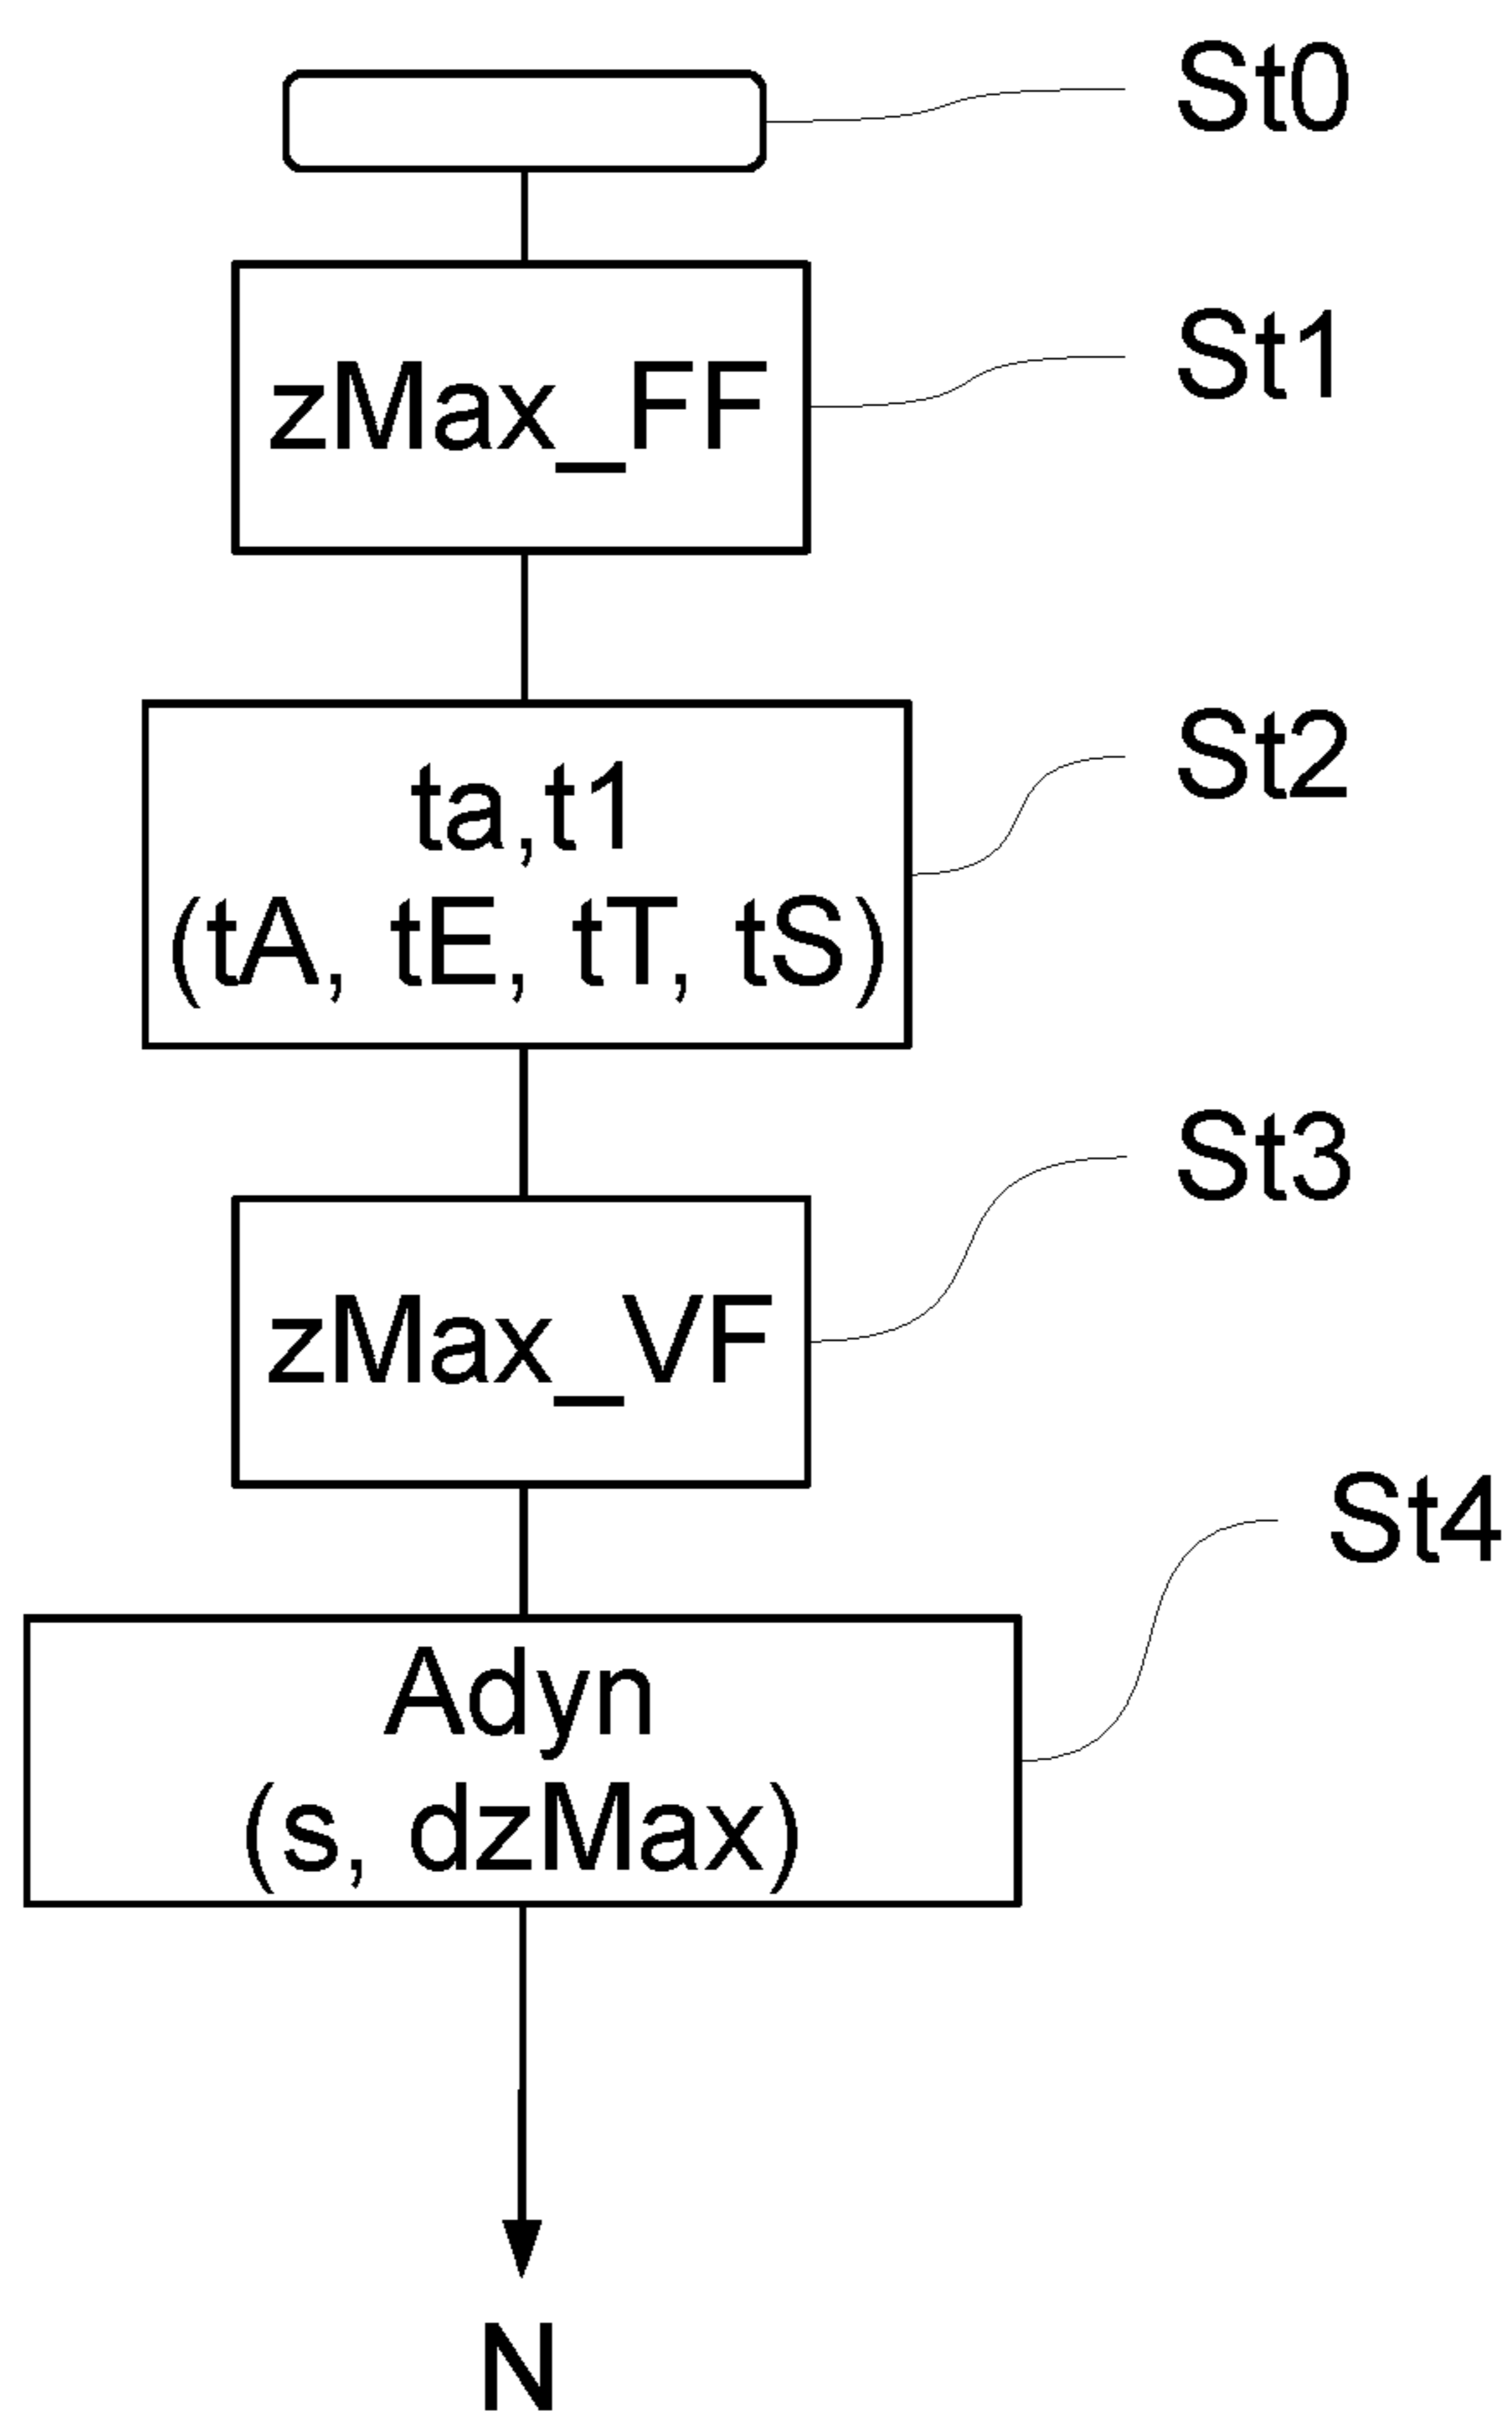 St0
zMax_FF
St1
ta,t1
(tA, tE, tT, tS)
St2
zMax_VF
St3
Adyn
(s, dzMax)
St4
N